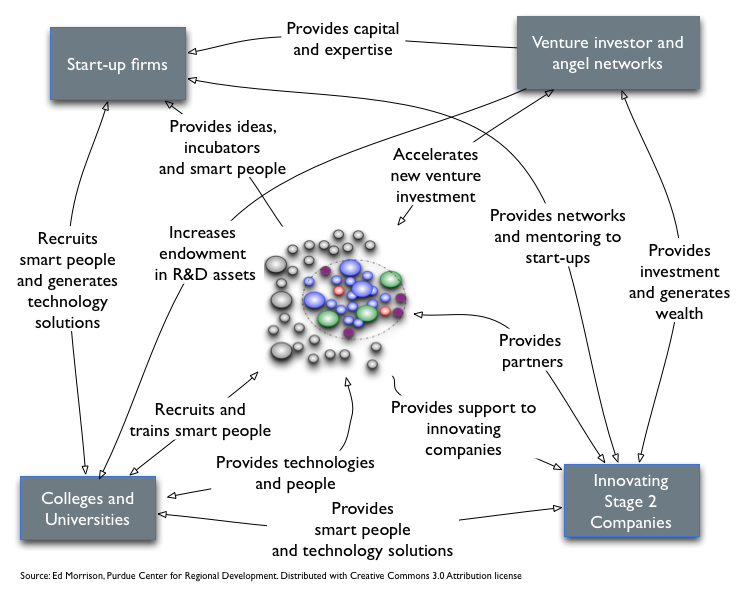 Provides capital
and expertise
Start-up firms
Venture investor and
angel networks
Provides ideas,
incubators
and smart people
Accelerates
new venture
investment
Provides networks
and mentoring to
start-ups
Increases
endowment
in R&D assets
Recruits
smart people
and generates
technology
solutions
Provides
investment
and generates
wealth
Provides
partners
Recruits and
trains smart people
Provides support to
innovating
companies
Provides technologies
and people
Colleges and
Universities
Provides
smart people
and technology solutions
Innovating
Stage 2
Companies
Source: Ed Morrison, Purdue Center for Regional Development. Distributed with Creative Commons 3.0 Attribution license